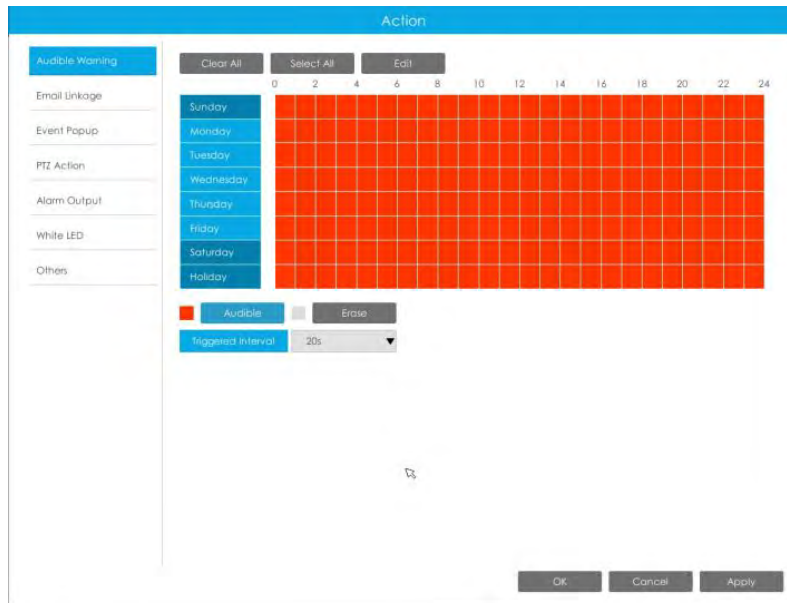 Action
Audible Warning
Email Linkage
Event Popup
PTZ Action
Alarm Output
White LED
Others
Clear All Select All Edit
0 2 4 6 8 10 12 14 16 18 20 22 24
Sunday
Monday
Tuesday
Wednesday
Thursday
Friday
Saturday
Holiday
Audible Erase
Triggered Interval 20s
OK Cancel Apply